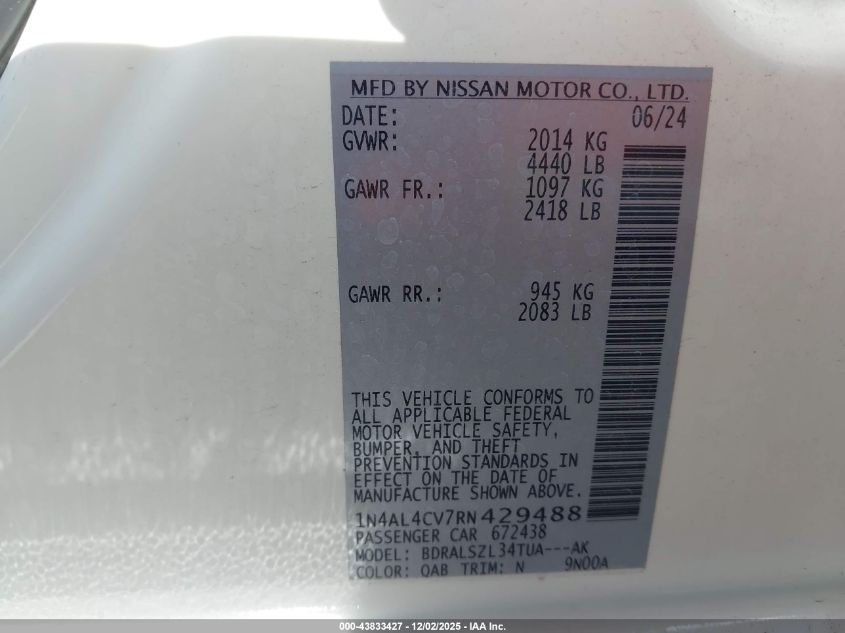 MFD BY NISSAN MOTOR CO., LTD.
DATE: 06/24
GVWR: 2014 KG
4440 LB
GAWR FR.: 1097 KG
2418 LB
GAWR RR.: 945 KG
2083 LB
THIS VEHICLE CONFORMS TO
ALL APPLICABLE FEDERAL
MOTOR VEHICLE SAFETY,
BUMPER, AND THEFT
PREVENTION STANDARDS IN
EFFECT ON THE DATE OF
MANUFACTURE SHOWN ABOVE.
1N4AL4CV7RN429488
PASSENGER CAR 672438
MODEL: BDRALSZL34TUA---AK
COLOR: QAB TRIM: N 9N00A
000-43833427 • 12/02/2025 • IAA Inc.